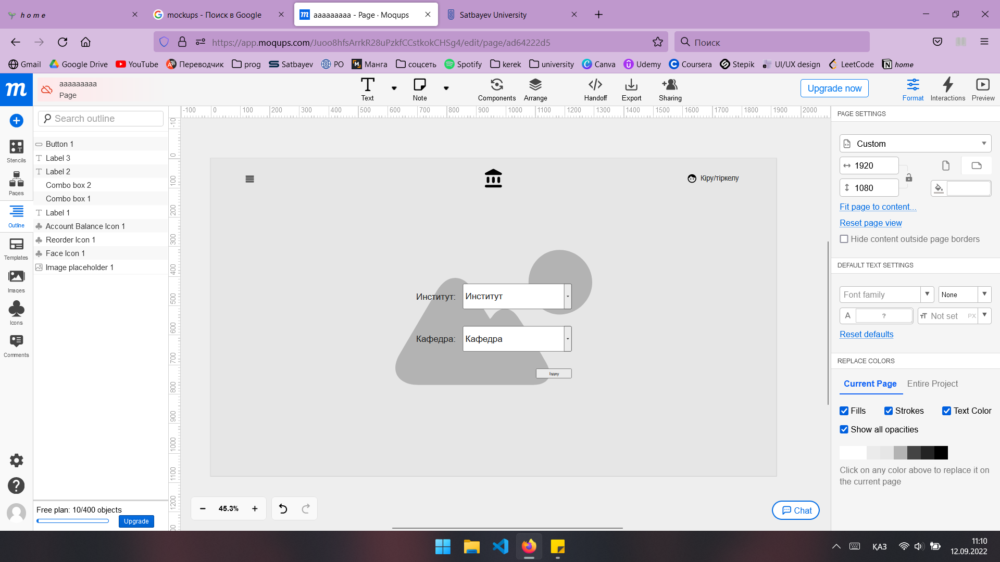 home
mockups - Поиск в Google
aaaaaaaaa - Page · Moqups
Satbayev University
https://app.moqups.com/Juoo8hfsArrkR28uPzkfCCstkokCHSg4/edit/page/ad64222d5
Поиск
Gmail
Google Drive
YouTube
Переводчик
prog
Satbayev
PO
Манга
соцсеть
Spotify
kerek
university
Canva
Udemy
Coursera
Stepik
UI/UX design
LeetCode
home
m
aaaaaaaaa
Page
Text
Note
Components
Arrange
Handoff
Export
Sharing
Upgrade now
Format
Interactions
Preview
Stencils
Pages
Outline
Templates
Images
Icons
Comments
Search outline
Button 1
Label 3
Label 2
Combo box 2
Combo box 1
Label 1
Account Balance Icon 1
Reorder Icon 1
Face Icon 1
Image placeholder 1
Free plan: 10/400 objects
Upgrade
-100 0 100 200 300 400 500 600 700 800 900 1000 1100 1200 1300 1400 1500 1600 1700 1800 1900 2000
-10
0
100
200
300
400
500
600
700
800
900
1000
1100
1200
Кіру/тіркелу
Институт:
Институт
Кафедра:
Кафедра
Іздеу
45.3%
Chat
PAGE SETTINGS
Custom
1920
1080
Fit page to content...
Reset page view
Hide content outside page borders
DEFAULT TEXT SETTINGS
Font family
None
A
?
Not set
PX
Reset defaults
REPLACE COLORS
Current Page
Entire Project
Fills
Strokes
Text Color
Show all opacities
Click on any color above to replace it on
the current page
ҚАЗ
11:10
12.09.2022